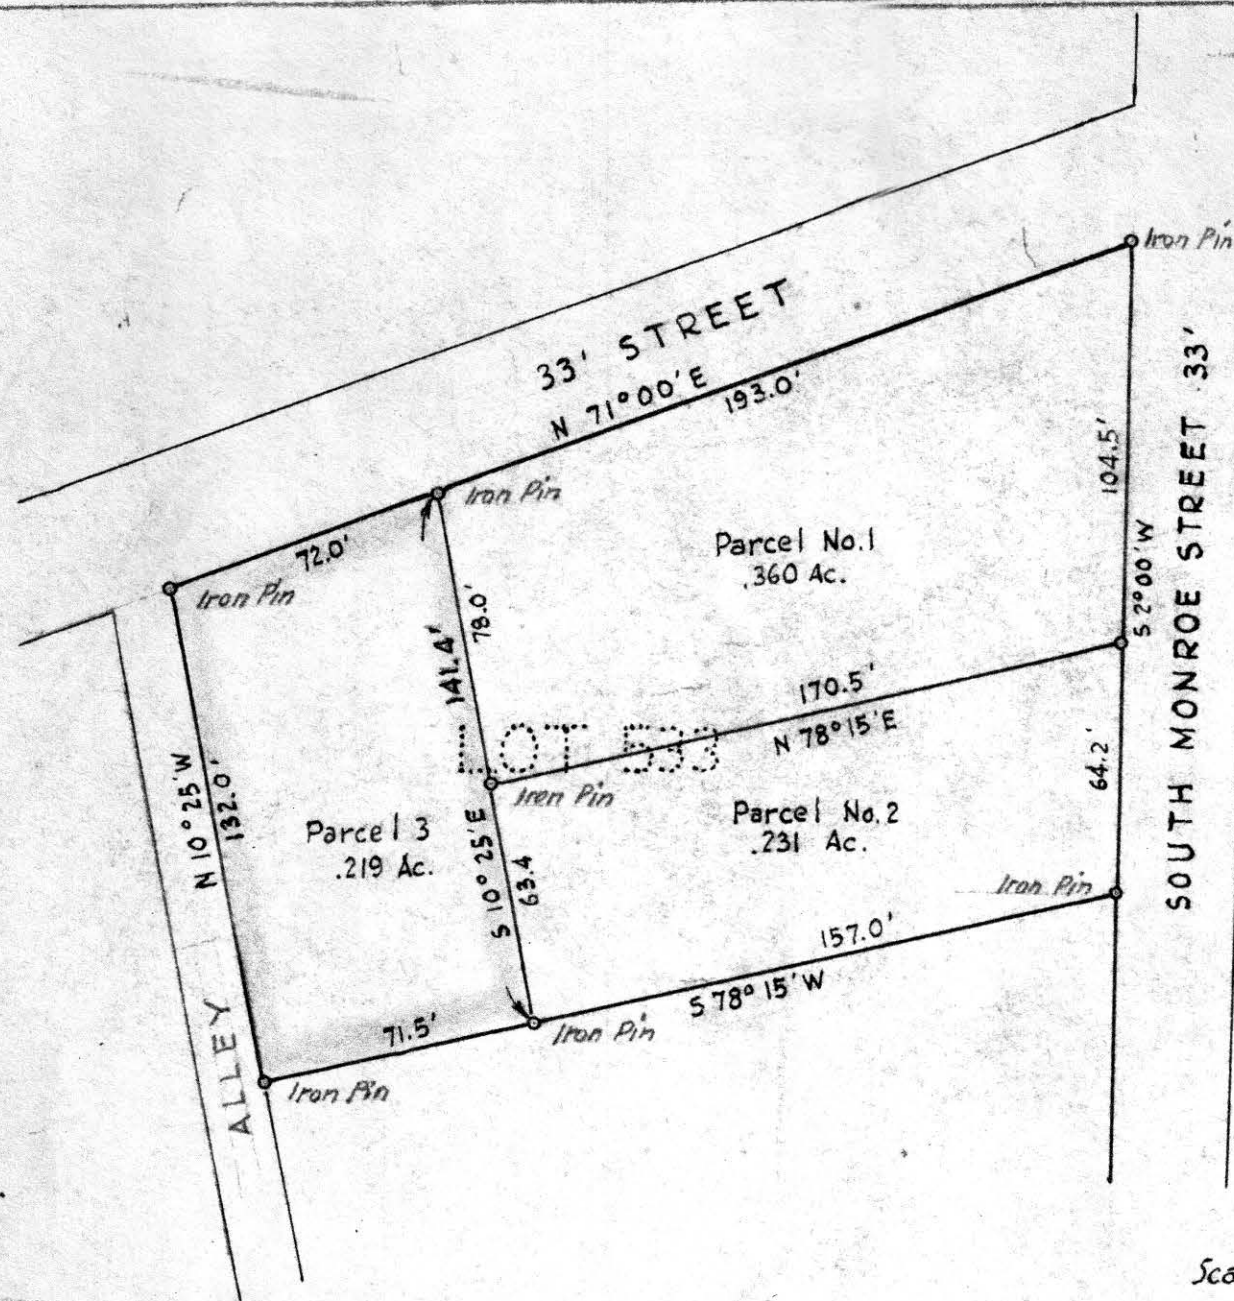 Iron Pin
33' STREET
N 71°00'E
193.0'
104.5'
SOUTH MONROE STREET 33'
Iron Pin
72.0'
Parcel No.1
.360 Ac.
S 2°00'W
Iron Pin
78.0'
141.4'
170.5'
N 78°15'E
LOT 533
64.2'
N 10°25'W
132.0'
Iron Pin
Parcel 3
.219 Ac.
S 10°25'E
63.4
Parcel No.2
.231 Ac.
Iron Pin
157.0'
S 78°15'W
71.5'
Iron Pin
ALLEY
Iron Pin
Sca